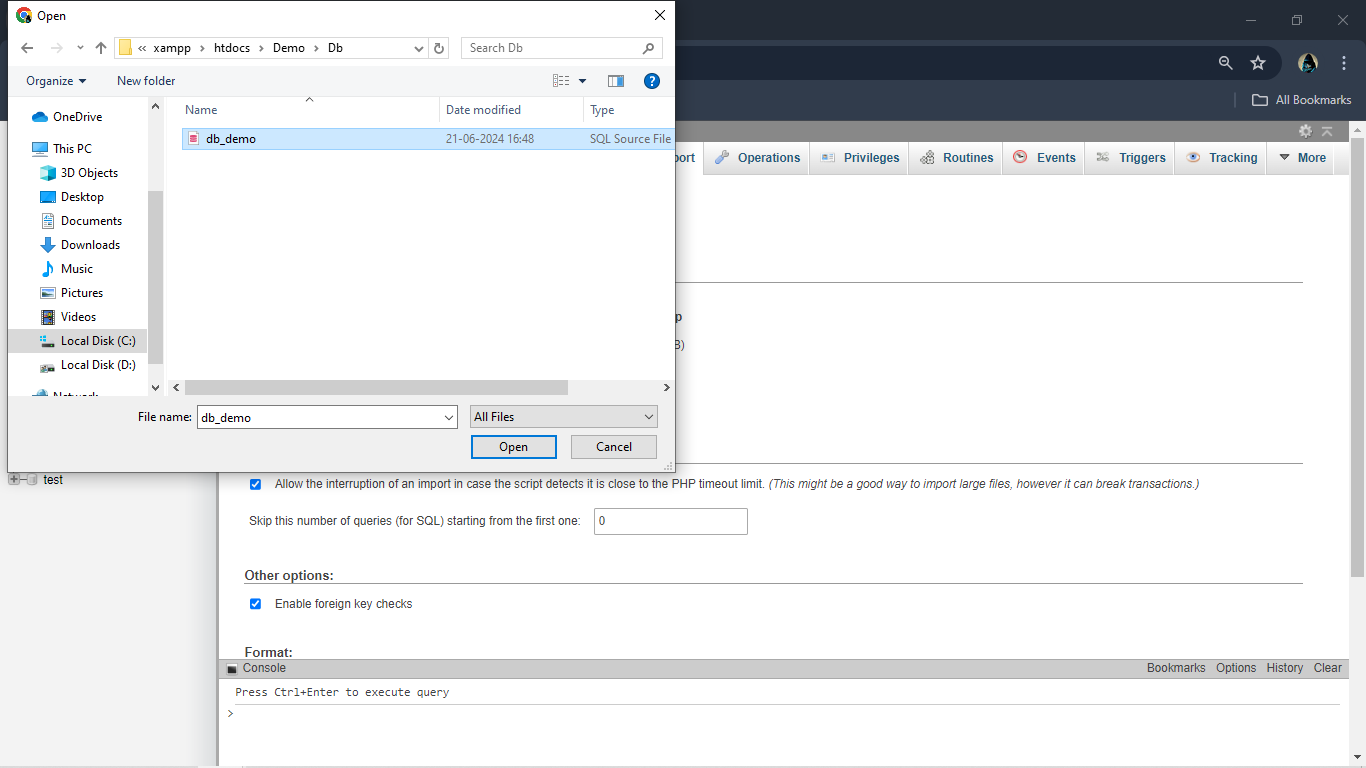 Open
« xampp › htdocs › Demo › Db
Search Db
Organize
New folder
?
All Bookmarks
OneDrive
This PC
3D Objects
Desktop
Documents
Downloads
Music
Pictures
Videos
Local Disk (C:)
Local Disk (D:)
Network
Name Date modified Type
db_demo 21-06-2024 16:48 SQL Source File
File name: db_demo
All Files
Open
Cancel
port Operations Privileges Routines Events Triggers Tracking More
p
B)
test
Allow the interruption of an import in case the script detects it is close to the PHP timeout limit. (This might be a good way to import large files, however it can break transactions.)
Skip this number of queries (for SQL) starting from the first one: 0
Other options:
Enable foreign key checks
Format:
Console
Bookmarks Options History Clear
Press Ctrl+Enter to execute query
>